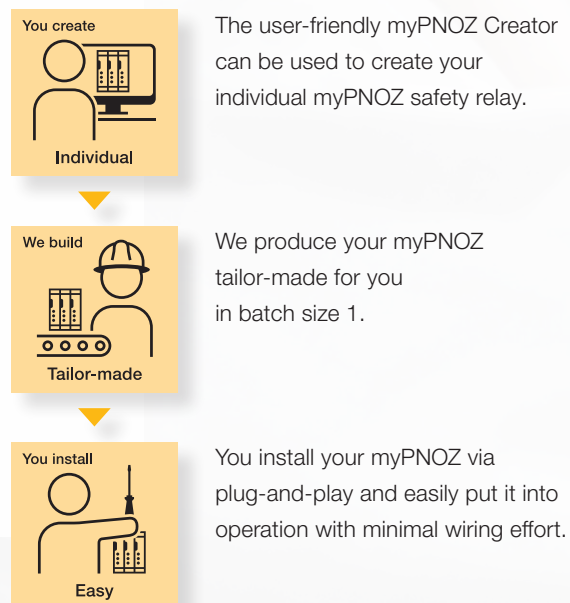 You create
Individual
The user-friendly myPNOZ Creator
can be used to create your
individual myPNOZ safety relay.
We build
Tailor-made
We produce your myPNOZ
tailor-made for you
in batch size 1.
You install
Easy
You install your myPNOZ via
plug-and-play and easily put it into
operation with minimal wiring effort.